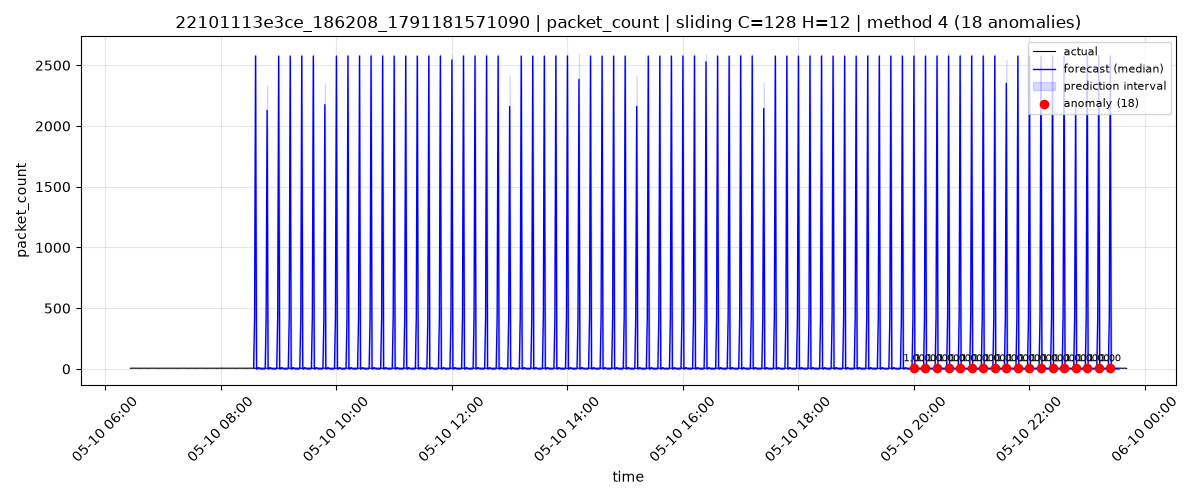 22101113e3ce_186208_1791181571090 | packet_count | sliding C=128 H=12 | method 4 (18 anomalies)
actual
forecast (median)
prediction interval
anomaly (18)
packet_count
2500
2000
1500
1000
500
0
05-10 06:00
05-10 08:00
05-10 10:00
05-10 12:00
05-10 14:00
05-10 16:00
05-10 18:00
05-10 20:00
05-10 22:00
06-10 00:00
time